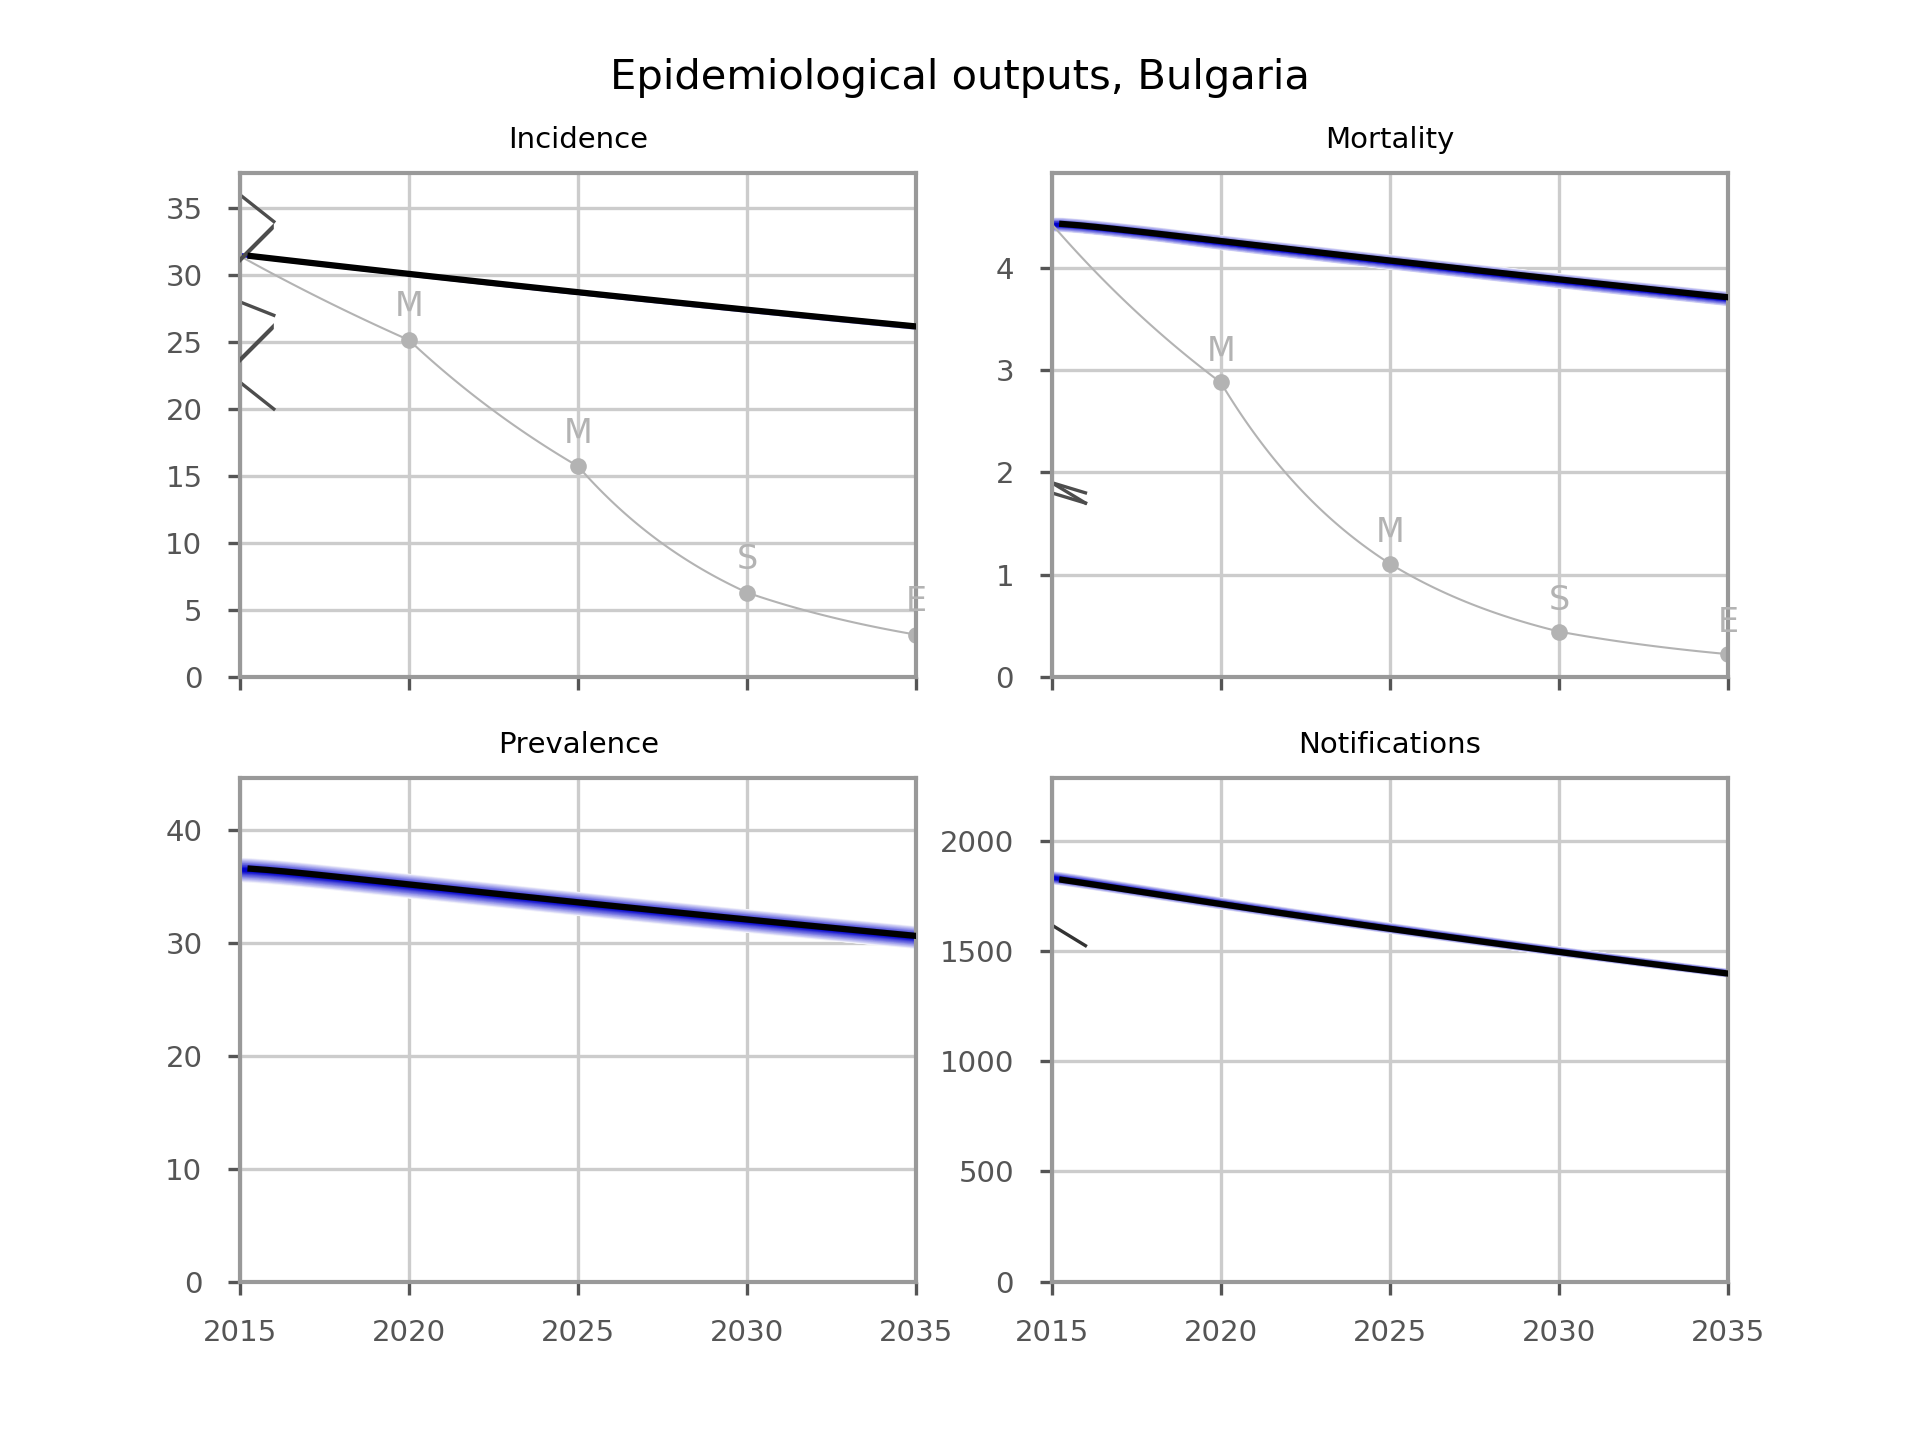 Epidemiological outputs, Bulgaria
Incidence
35
30
25
20
15
10
5
0
M
M
S
E
Mortality
4
3
2
1
0
M
M
S
E
Prevalence
40
30
20
10
0
2015 2020 2025 2030 2035
Notifications
2000
1500
1000
500
0
2015 2020 2025 2030 2035